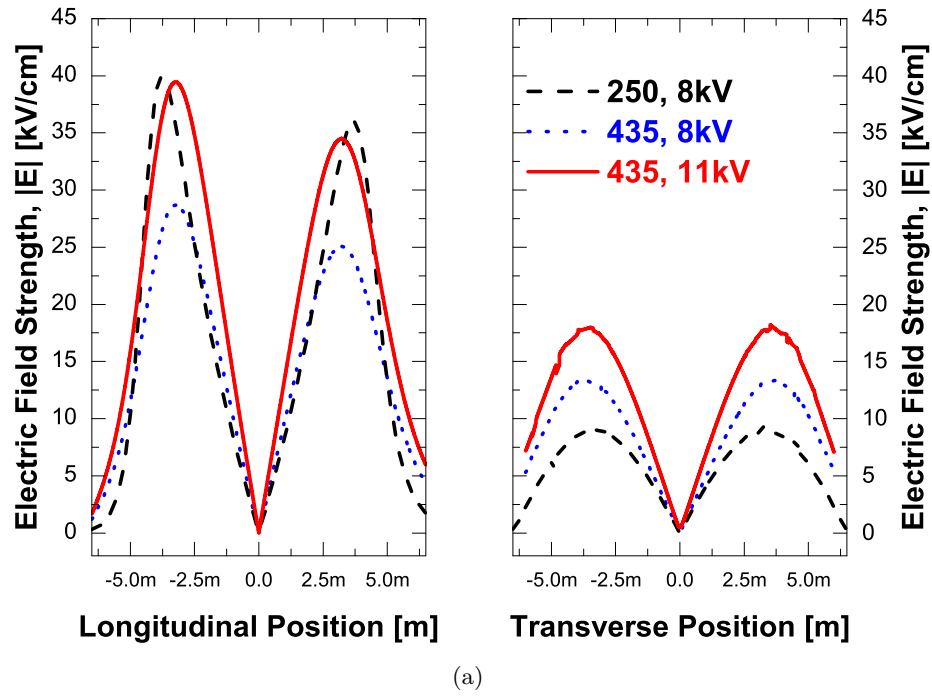 Electric Field Strength, |E| [kV/cm]
45
40
35
30
25
20
15
10
5
0
-5.0m -2.5m 0.0 2.5m 5.0m
Longitudinal Position [m]
250, 8kV
435, 8kV
435, 11kV
-5.0m -2.5m 0.0 2.5m 5.0m
Transverse Position [m]
45
40
35
30
25
20
15
10
5
0
Electric Field Strength, |E| [kV/cm]
(a)